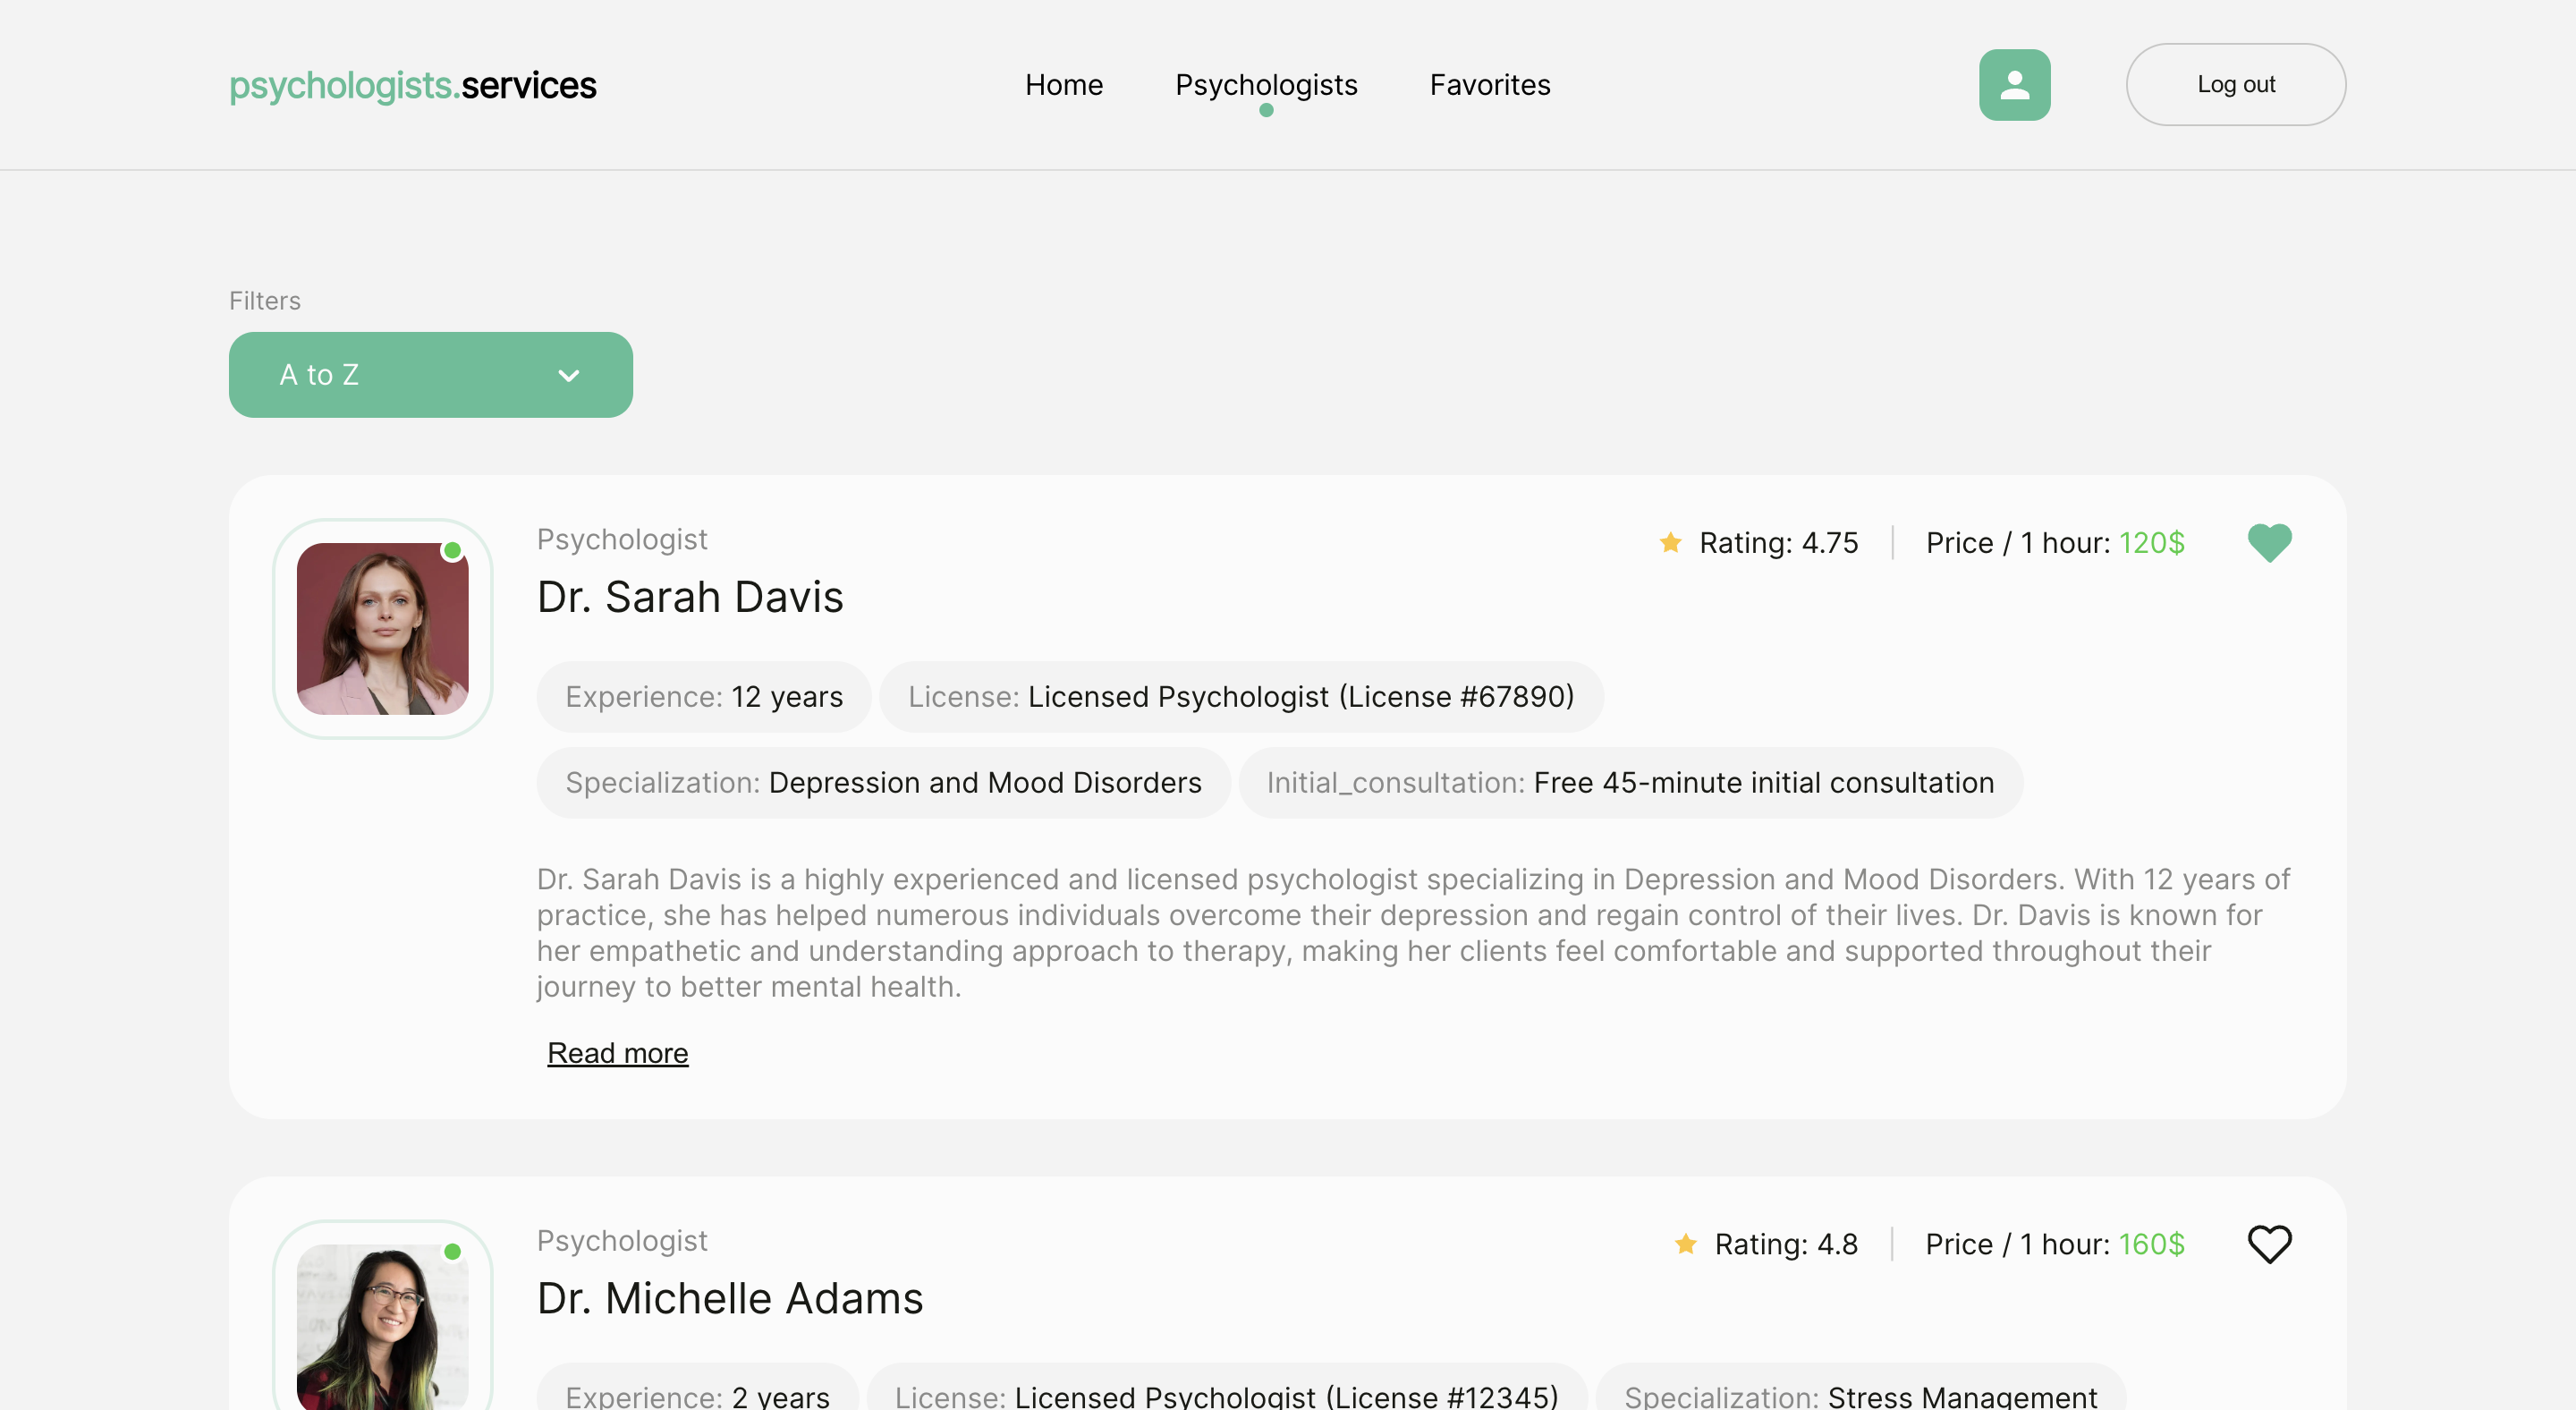 psychologists.services
Home
Psychologists
Favorites
Log out
Filters
A to Z
Psychologist
Rating: 4.75
Price / 1 hour: 120$
Dr. Sarah Davis
Experience: 12 years
License: Licensed Psychologist (License #67890)
Specialization: Depression and Mood Disorders
Initial_consultation: Free 45-minute initial consultation
Dr. Sarah Davis is a highly experienced and licensed psychologist specializing in Depression and Mood Disorders. With 12 years of
practice, she has helped numerous individuals overcome their depression and regain control of their lives. Dr. Davis is known for
her empathetic and understanding approach to therapy, making her clients feel comfortable and supported throughout their
journey to better mental health.
Read more
Psychologist
Rating: 4.8
Price / 1 hour: 160$
Dr. Michelle Adams
Experience: 2 years
License: Licensed Psychologist (License #12345)
Specialization: Stress Management